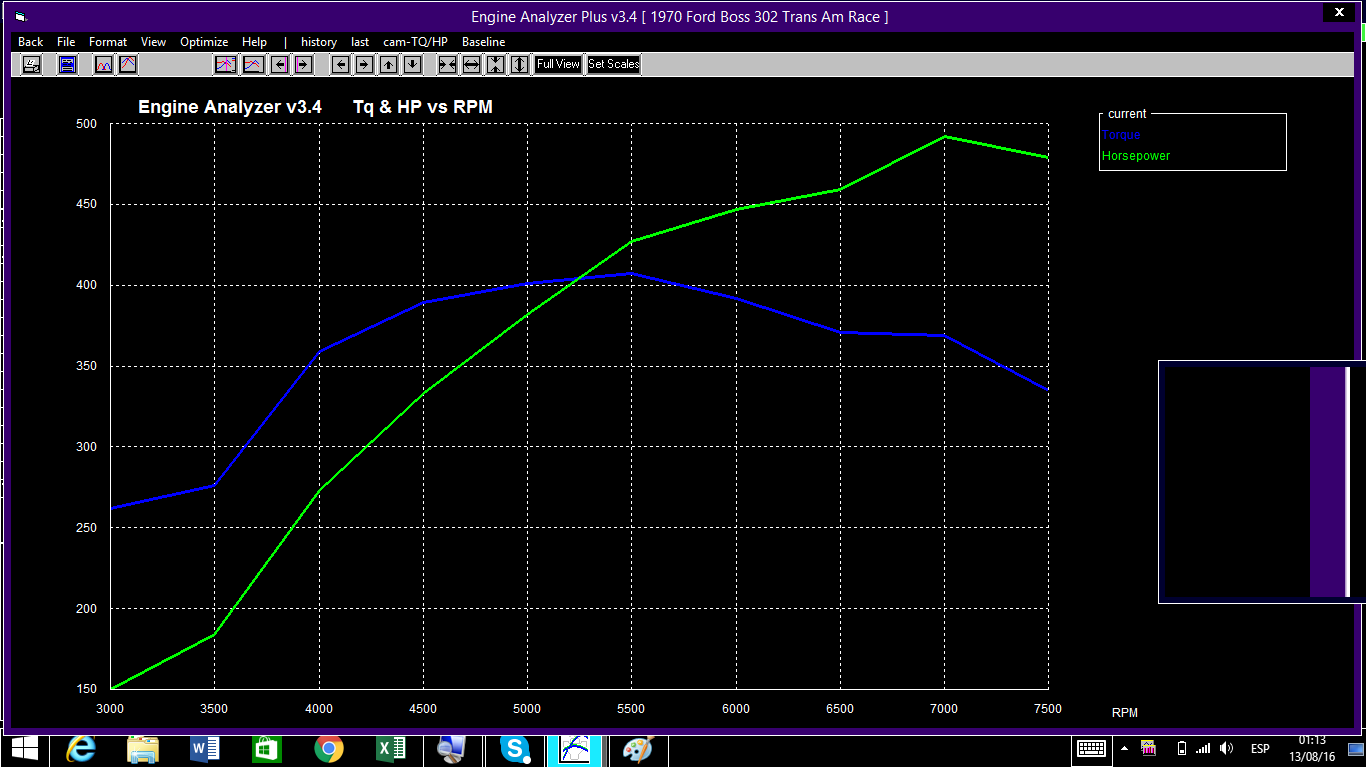 Engine Analyzer Plus v3.4 [ 1970 Ford Boss 302 Trans Am Race ]
x
Back File Format View Optimize Help | history last cam-TQ/HP Baseline
Full View Set Scales
Engine Analyzer v3.4 Tq & HP vs RPM
current
Torque
Horsepower
500
450
400
350
300
250
200
150
3000 3500 4000 4500 5000 5500 6000 6500 7000 7500
RPM
ESP
01:13
13/08/16